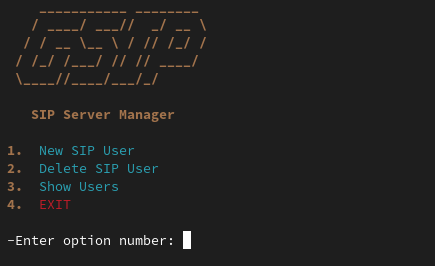 SIP Server Manager
1. New SIP User
2. Delete SIP User
3. Show Users
4. EXIT
-Enter option number: